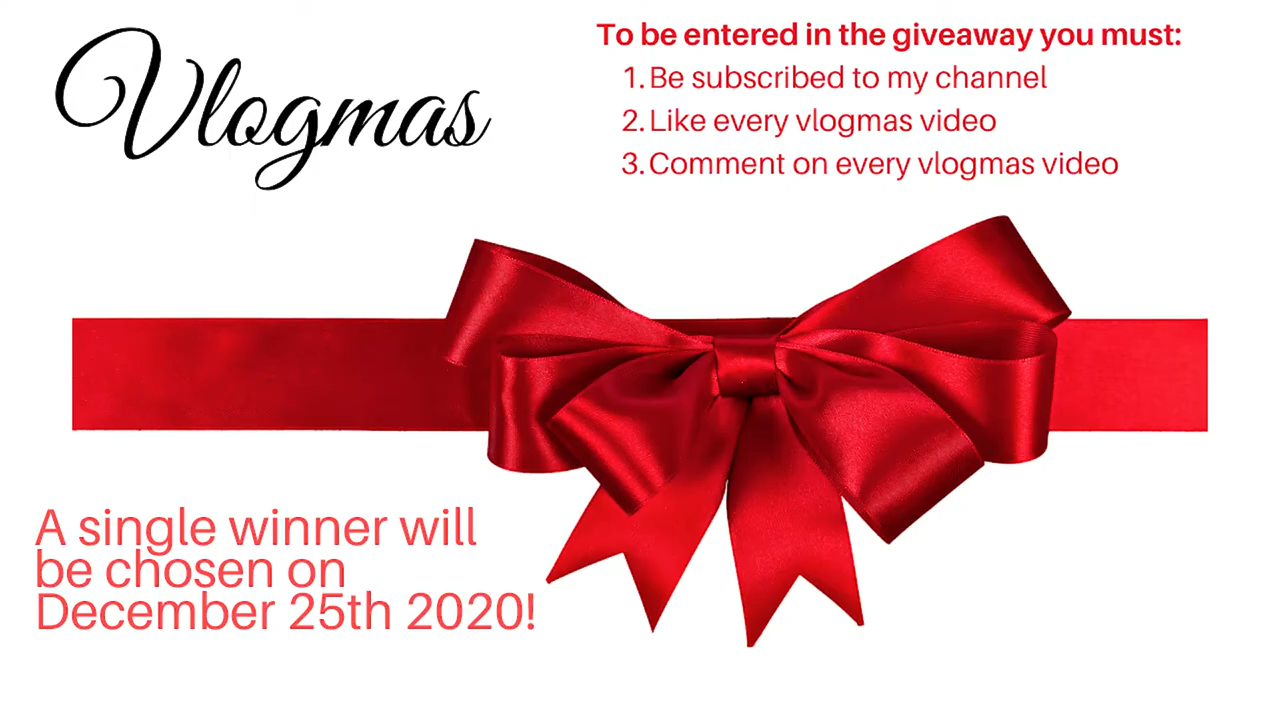 Vlogmas
To be entered in the giveaway you must:
1. Be subscribed to my channel
2. Like every vlogmas video
3. Comment on every vlogmas video
A single winner will
be chosen on
December 25th 2020!